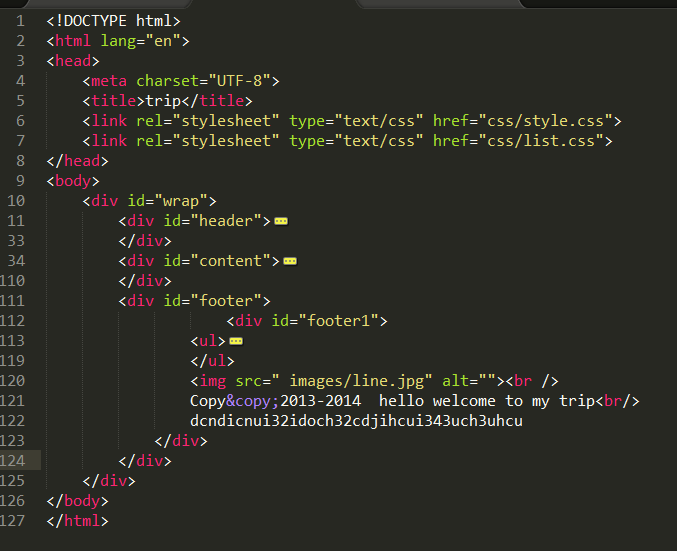 1 <!DOCTYPE html>
2 <html lang="en">
3 <head>
4 <meta charset="UTF-8">
5 <title>trip</title>
6 <link rel="stylesheet" type="text/css" href="css/style.css">
7 <link rel="stylesheet" type="text/css" href="css/list.css">
8 </head>
9 <body>
10 <div id="wrap">
11 <div id="header">
33 </div>
34 <div id="content">
110 </div>
111 <div id="footer">
112 <div id="footer1">
113 <ul>
119 </ul>
120 <img src=" images/line.jpg" alt=""><br />
121 Copy&copy;2013-2014  hello welcome to my trip<br/>
122 dcndicnui32idoch32cdjihcui343uch3uhcu
123 </div>
124 </div>
125 </div>
126 </body>
127 </html>